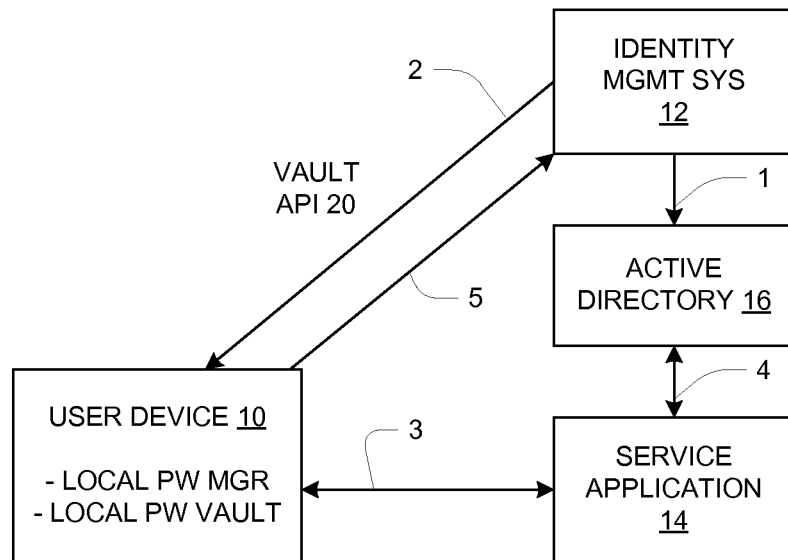 IDENTITY
MGMT SYS
12
2
VAULT
API 20
1
5
ACTIVE
DIRECTORY 16
4
USER DEVICE 10
- LOCAL PW MGR
- LOCAL PW VAULT
3
SERVICE
APPLICATION
14